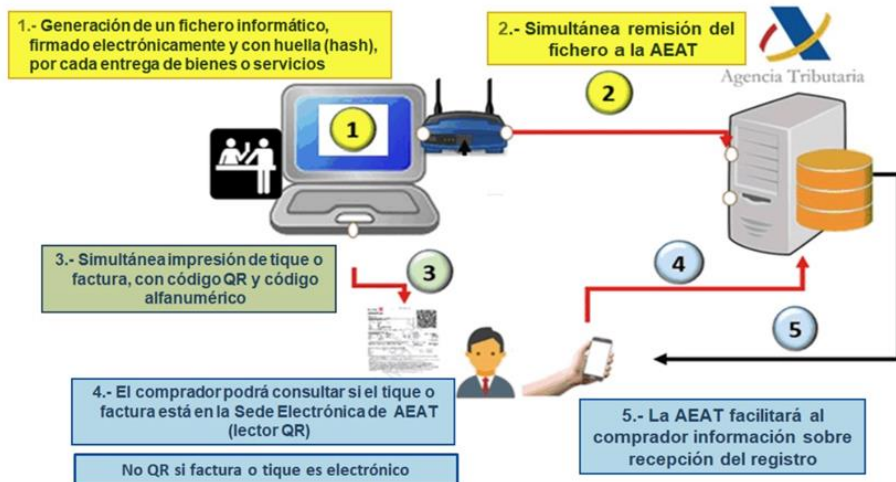 1.- Generación de un fichero informático,
firmado electrónicamente y con huella (hash),
por cada entrega de bienes o servicios
2.- Simultánea remisión del
fichero a la AEAT
Agencia Tributaria
1
2
3.- Simultánea impresión de tique o
factura, con código QR y código
alfanumérico
3
4
5
4.- El comprador podrá consultar si el tique o
factura está en la Sede Electrónica de AEAT
(lector QR)
No QR si factura o tique es electrónico
5.- La AEAT facilitará al
comprador información sobre
recepción del registro